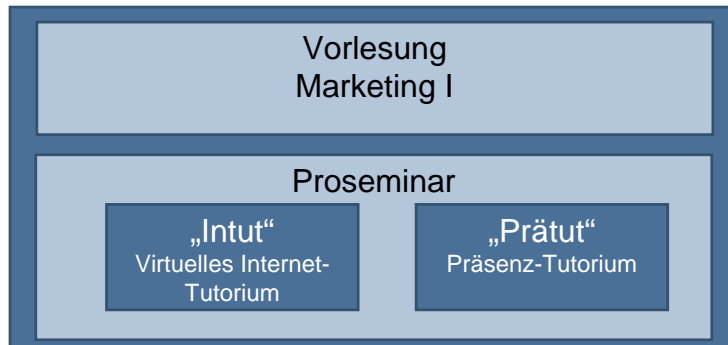 Vorlesung
Marketing I
Proseminar
„Intut“
Virtuelles Internet-
Tutorium
„Prätut“
Präsenz-Tutorium